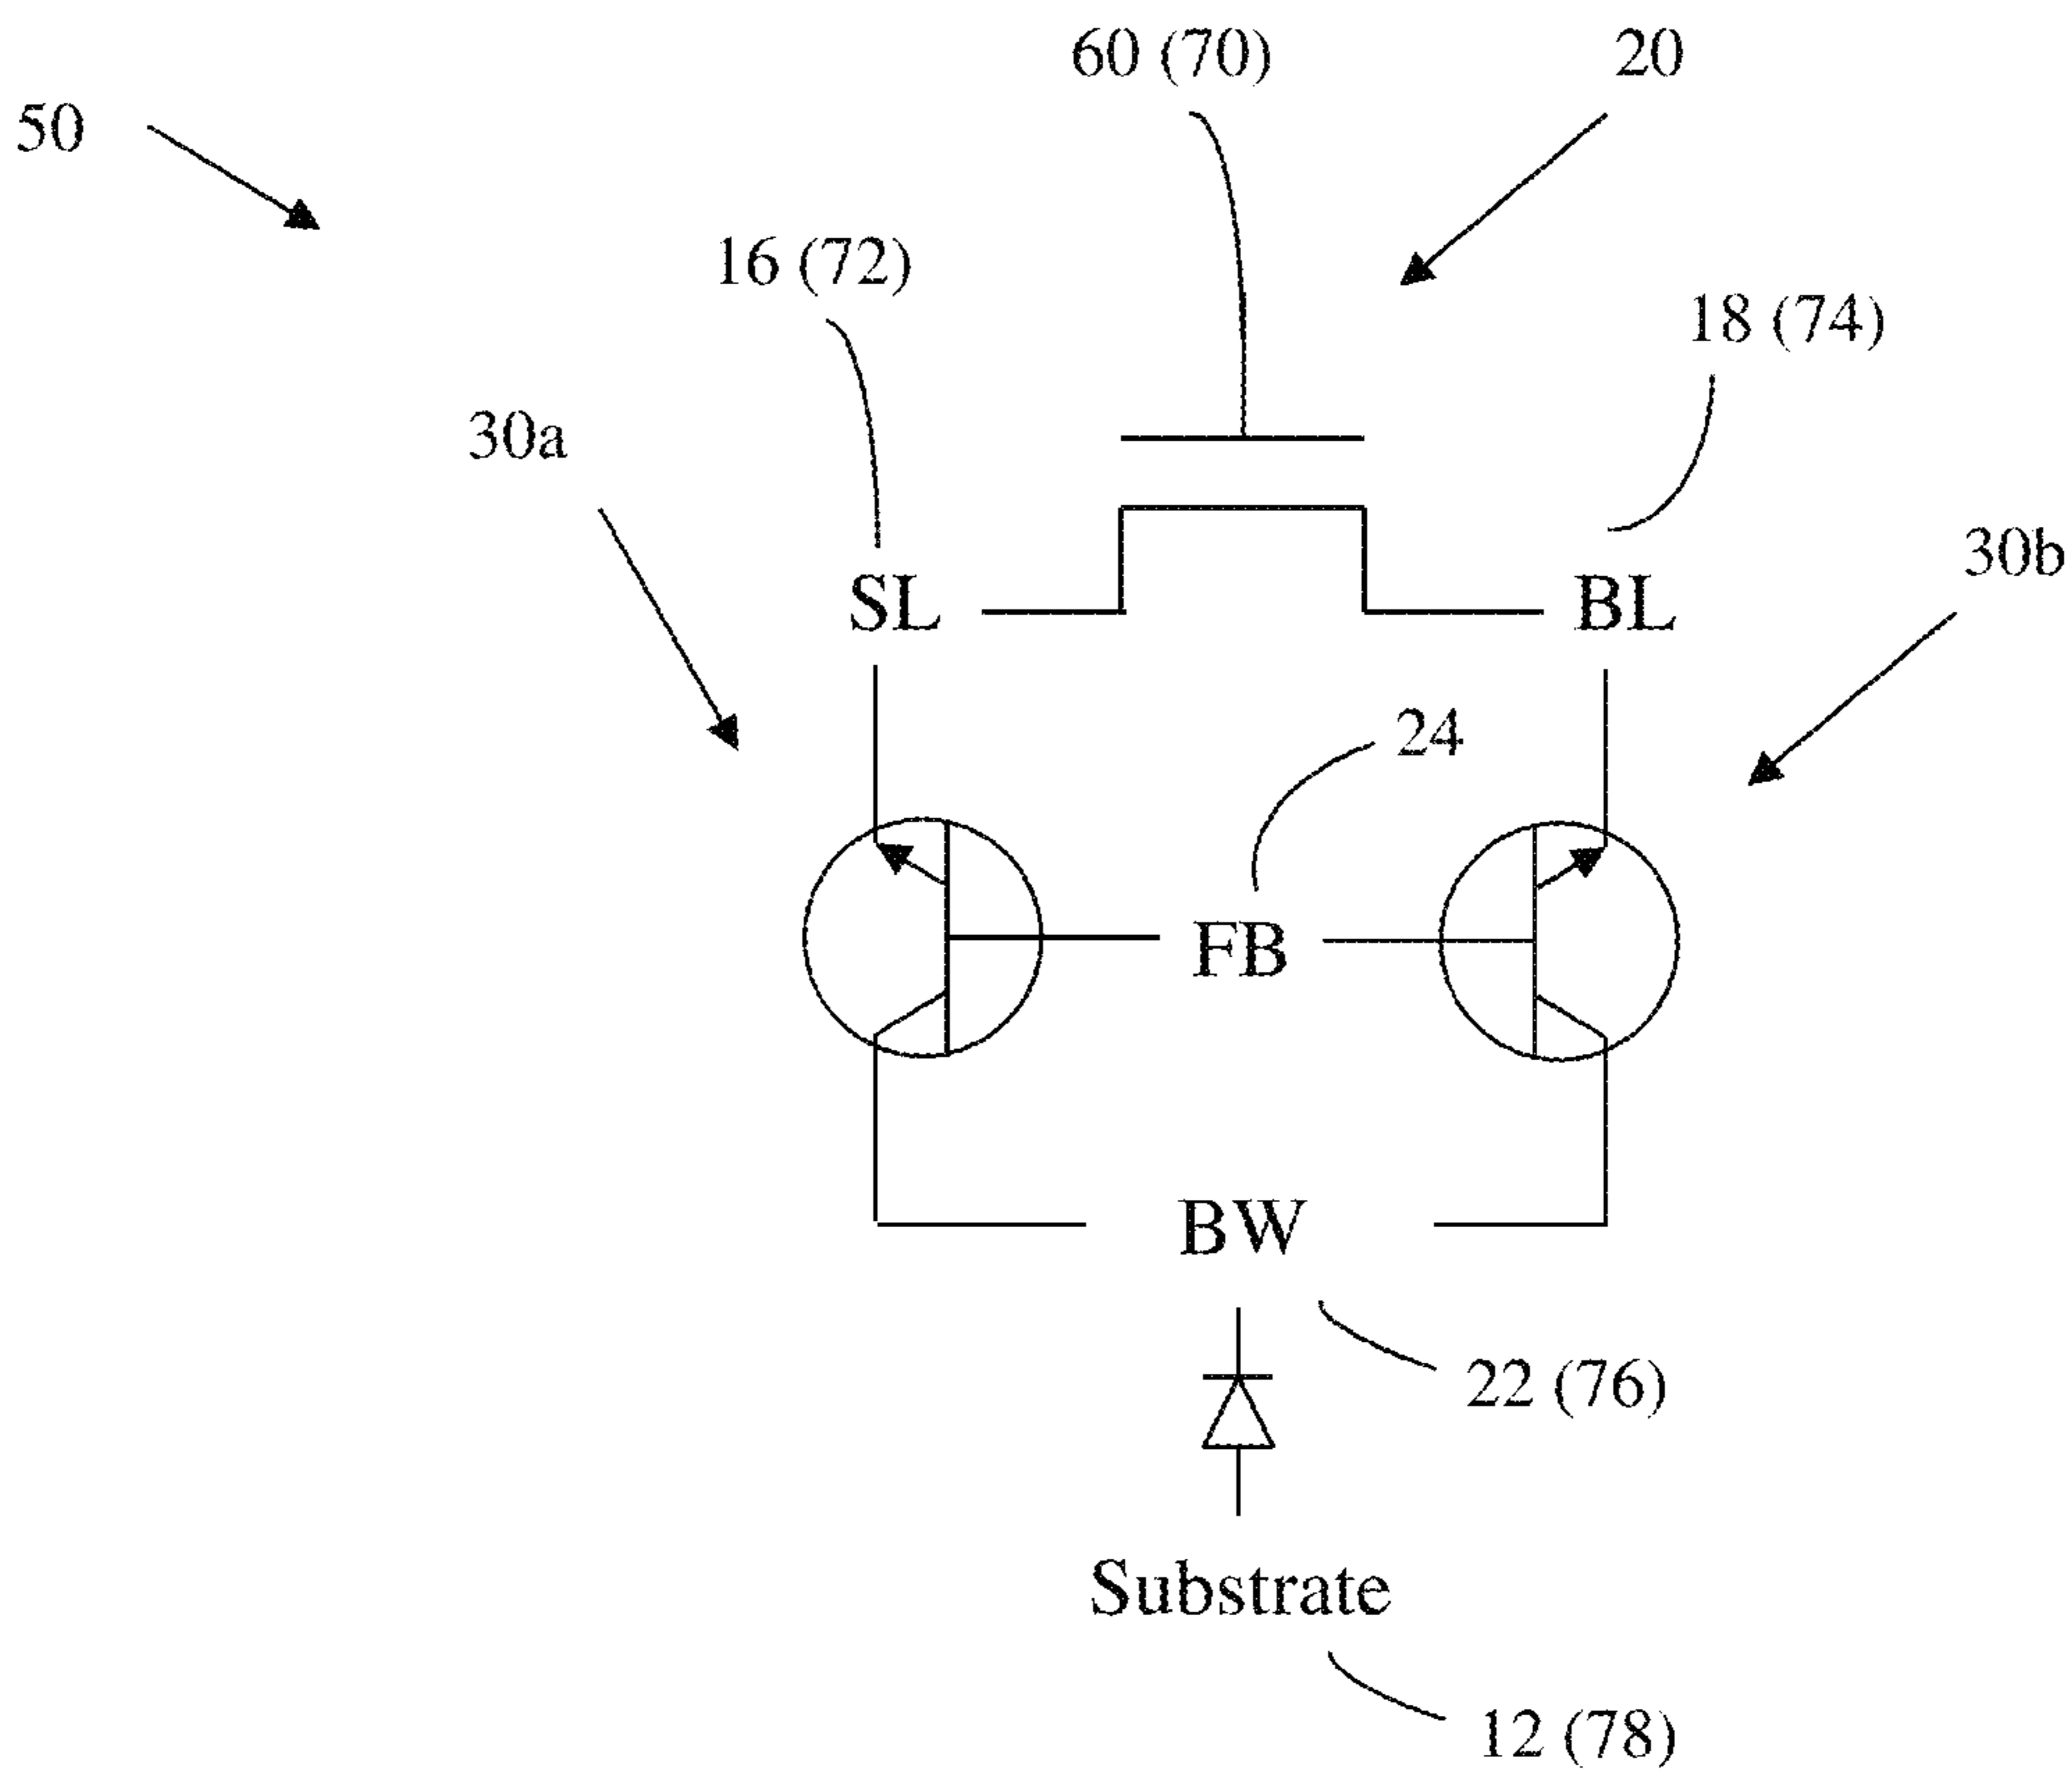 60 (70)
20
50
16 (72)
18 (74)
30a
30b
SL
BL
24
FB
BW
22 (76)
Substrate
12 (78)